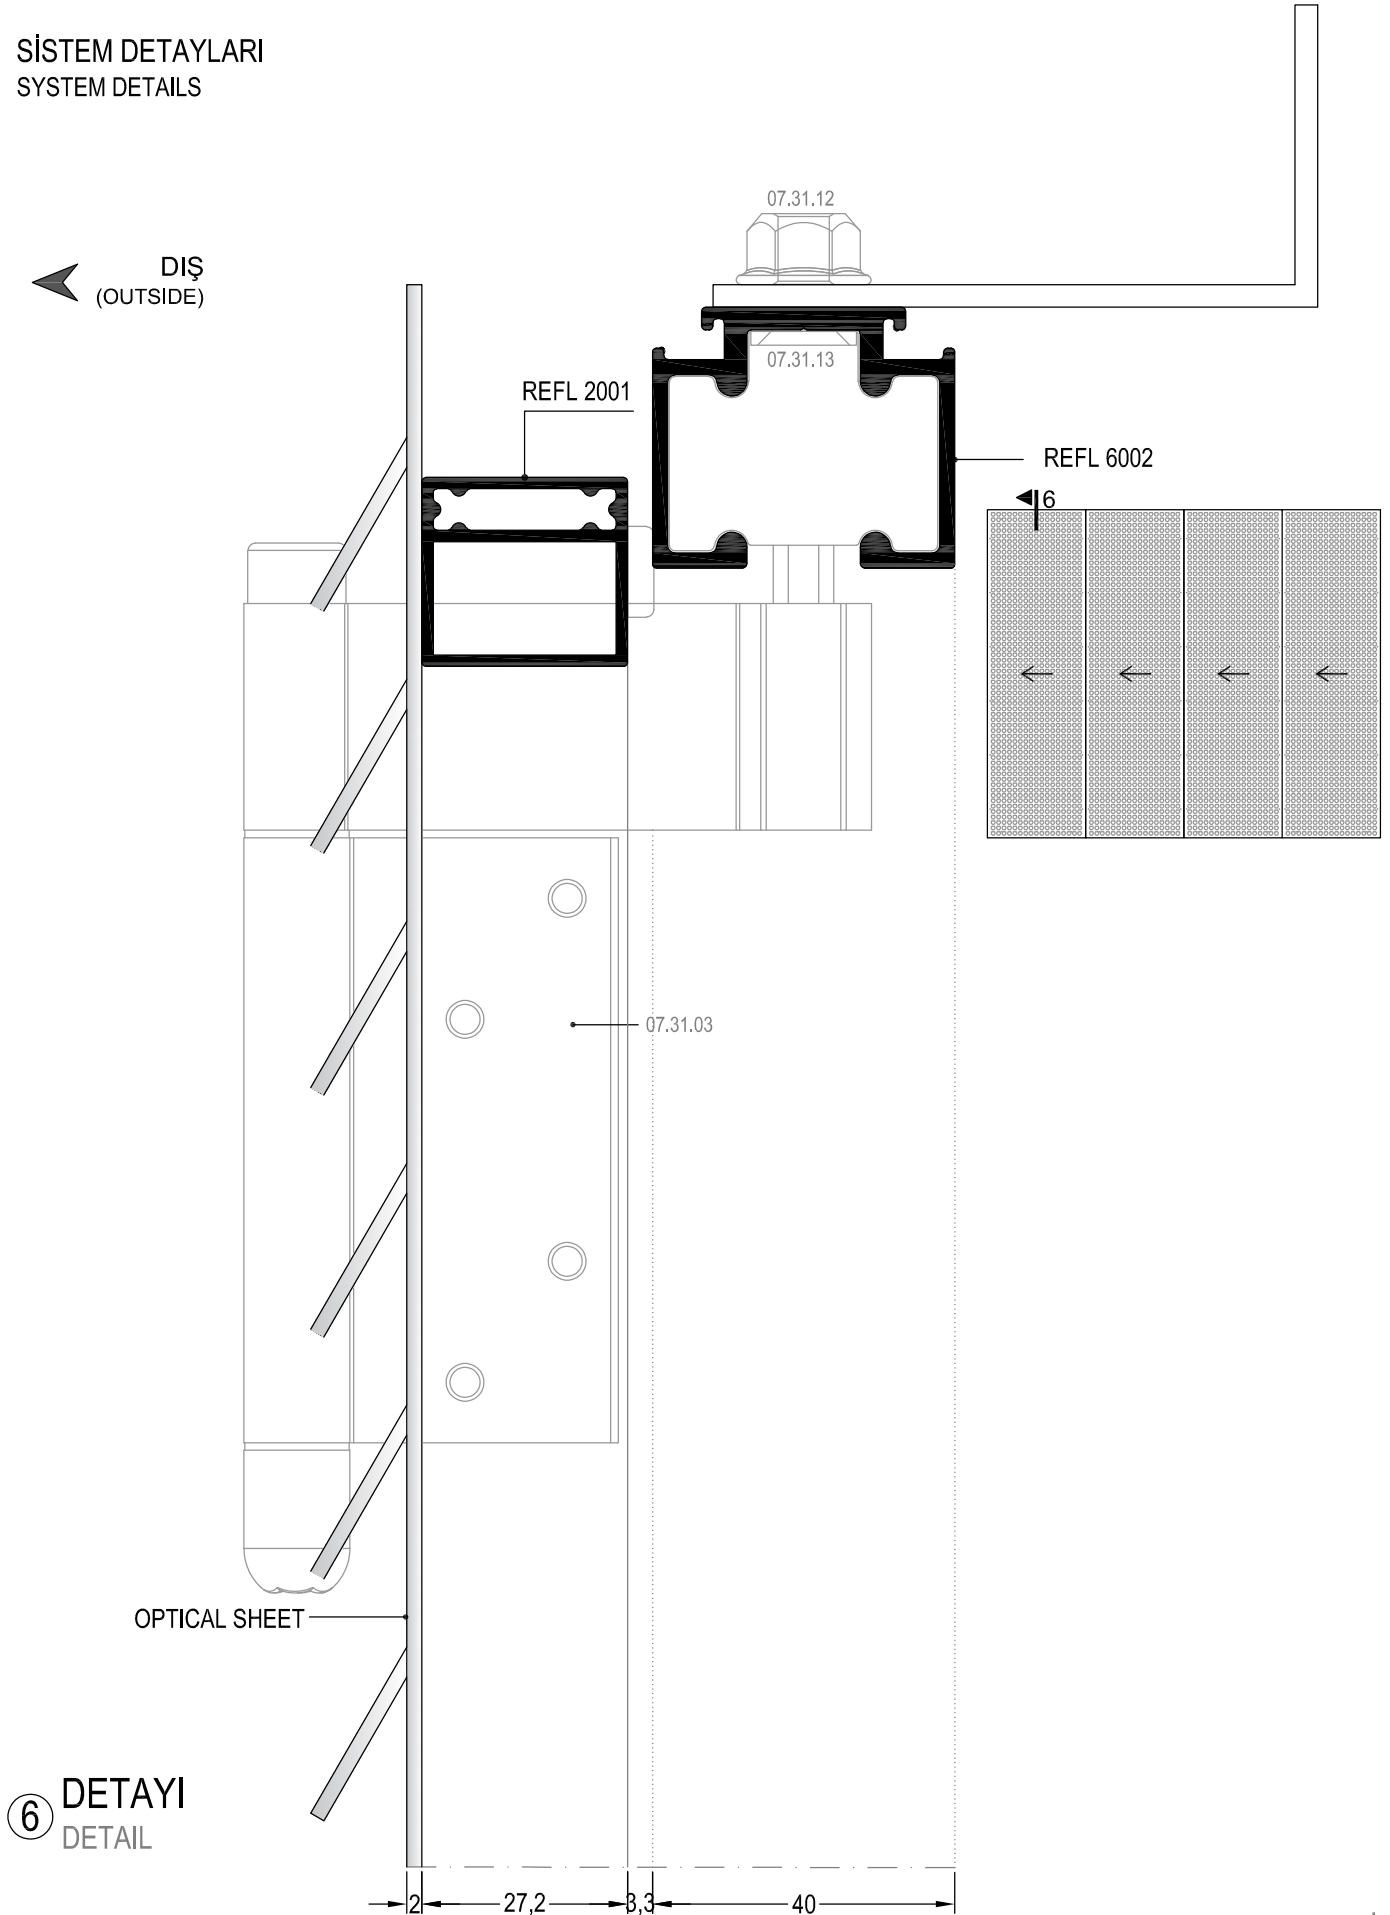 SİSTEM DETAYLARI
SYSTEM DETAILS
07.31.12
DIŞ
(OUTSIDE)
07.31.13
REFL 2001
REFL 6002
6
07.31.03
OPTICAL SHEET
6 DETAYI
DETAIL
2 27,2 3,3 40